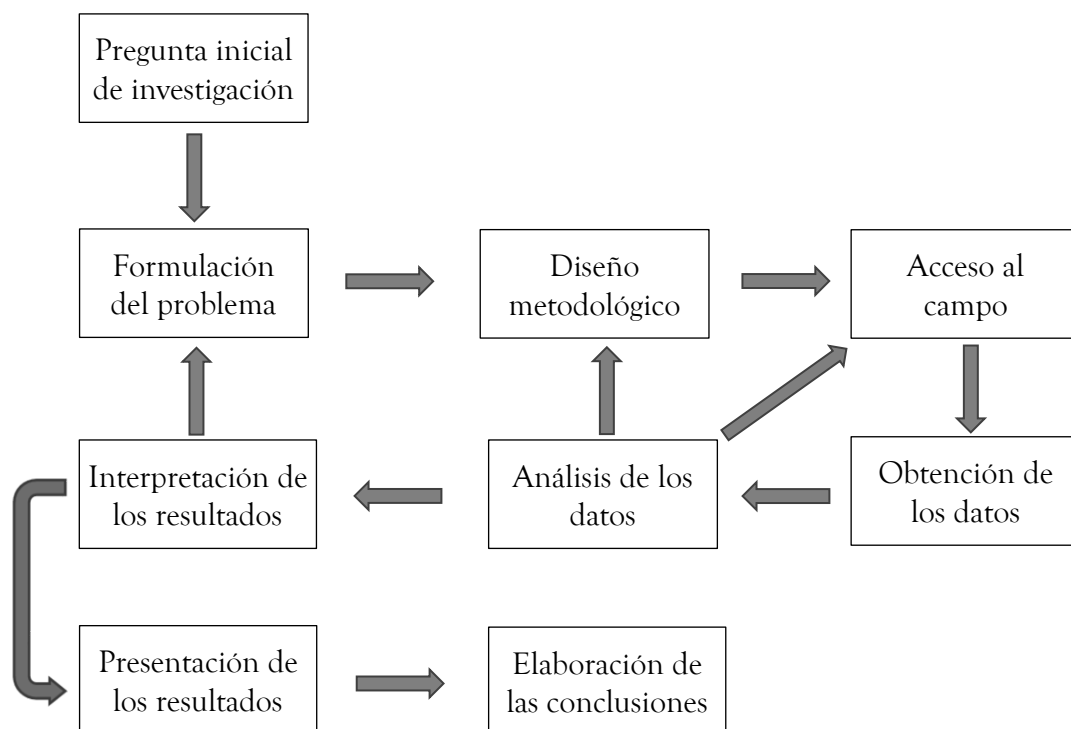 Pregunta inicial
de investigación
Formulación
del problema
Diseño
metodológico
Acceso al
campo
Interpretación de
los resultados
Análisis de los
datos
Obtención de
los datos
Presentación de
los resultados
Elaboración de
las conclusiones